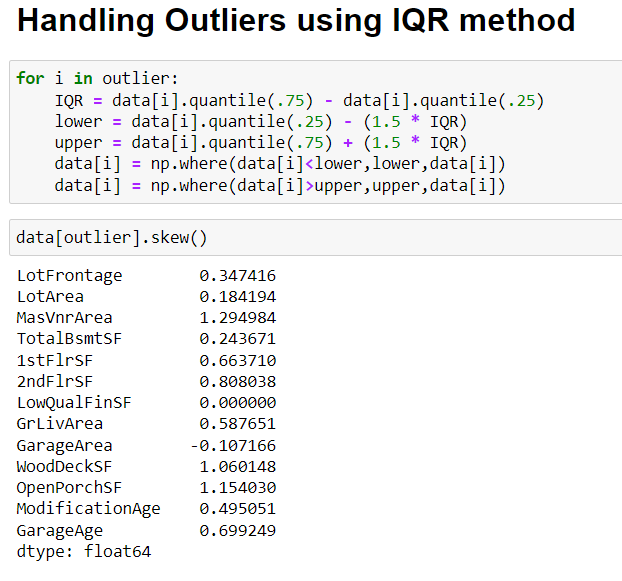 Handling Outliers using IQR method
for i in outlier:
    IQR = data[i].quantile(.75) - data[i].quantile(.25)
    lower = data[i].quantile(.25) - (1.5 * IQR)
    upper = data[i].quantile(.75) + (1.5 * IQR)
    data[i] = np.where(data[i]<lower,lower,data[i])
    data[i] = np.where(data[i]>upper,upper,data[i])
data[outlier].skew()
LotFrontage        0.347416
LotArea            0.184194
MasVnrArea         1.294984
TotalBsmtSF        0.243671
1stFlrSF           0.663710
2ndFlrSF           0.808038
LowQualFinSF       0.000000
GrLivArea          0.587651
GarageArea        -0.107166
WoodDeckSF         1.060148
OpenPorchSF        1.154030
ModificationAge    0.495051
GarageAge          0.699249
dtype: float64